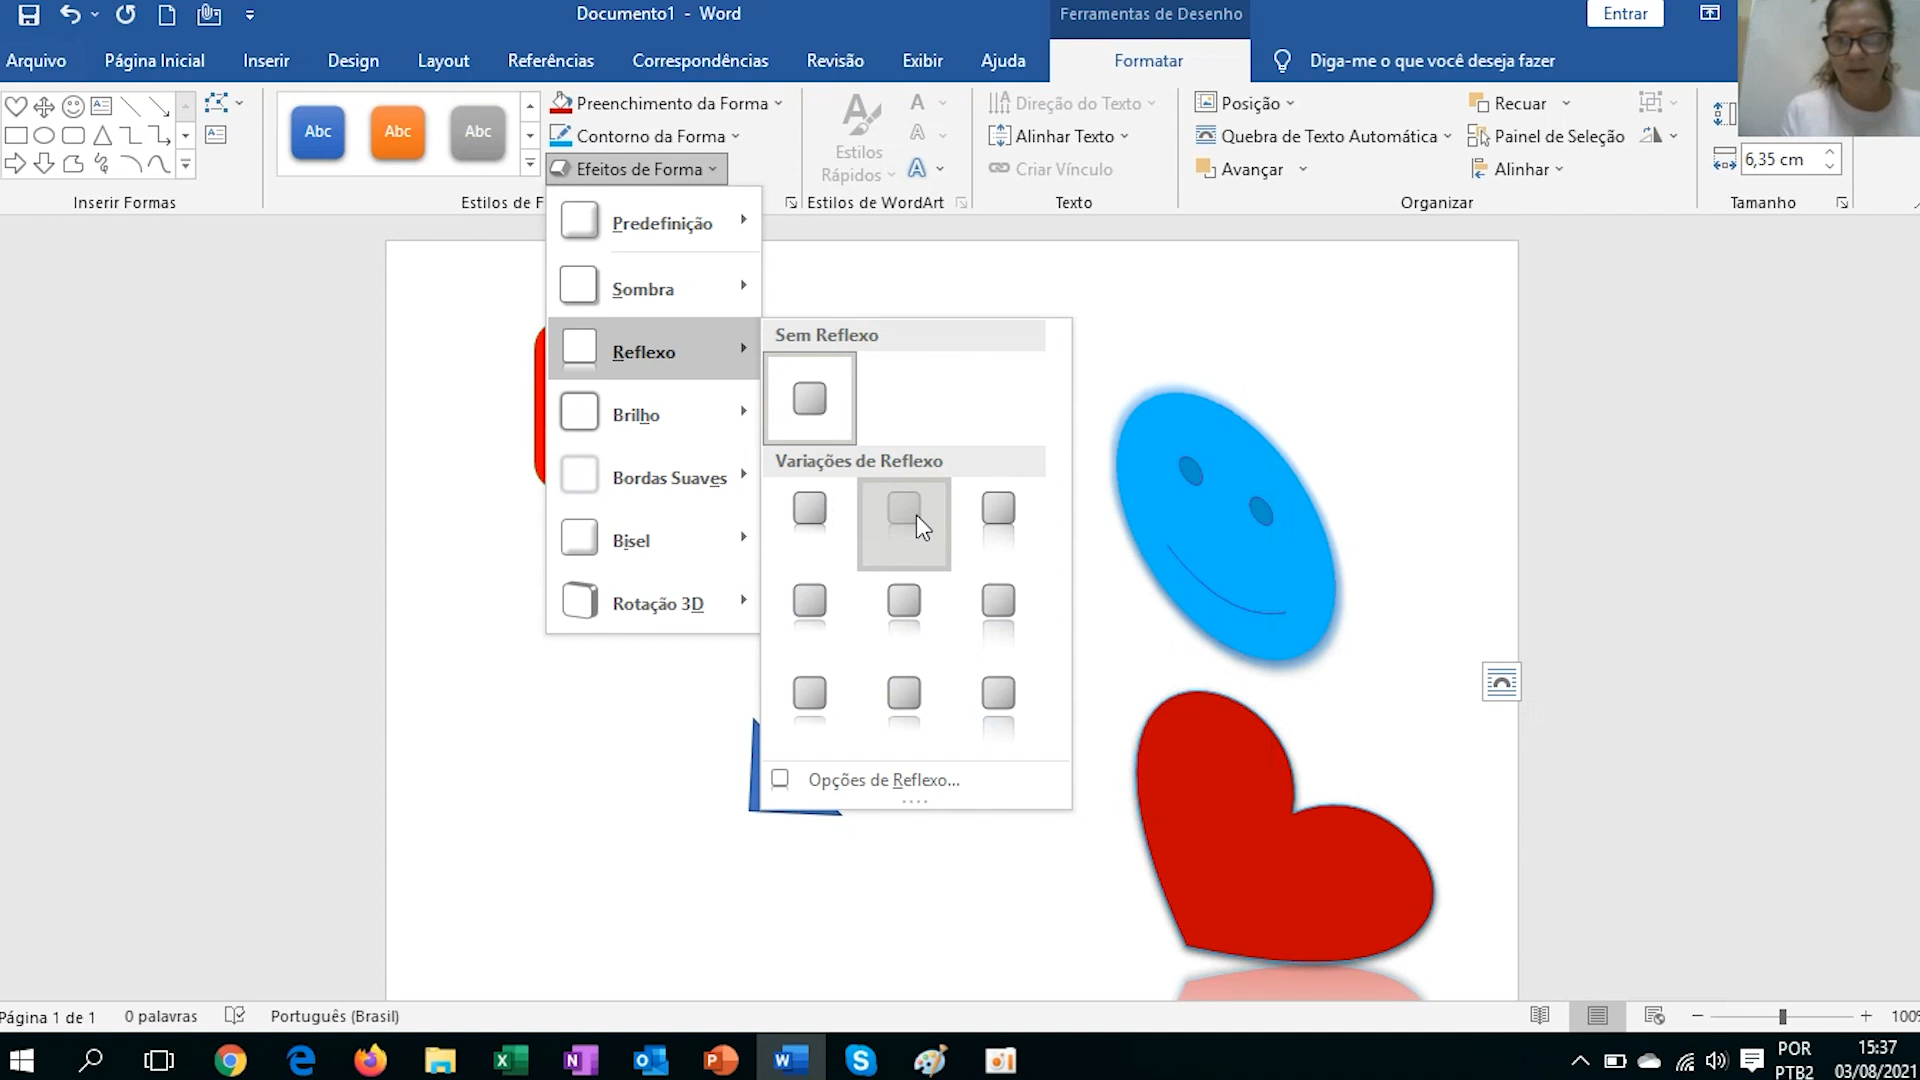 Documento1 - Word
Ferramentas de Desenho
Entrar
Arquivo
Página Inicial
Inserir
Design
Layout
Referências
Correspondências
Revisão
Exibir
Ajuda
Formatar
Diga-me o que você deseja fazer
Abc
Abc
Abc
Preenchimento da Forma
Contorno da Forma
Efeitos de Forma
Estilos
Rápidos
Direção do Texto
Alinhar Texto
Criar Vínculo
Posição
Quebra de Texto Automática
Avançar
Recuar
Painel de Seleção
Alinhar
6,35 cm
Inserir Formas
Estilos de F
Estilos de WordArt
Texto
Organizar
Tamanho
Predefinição
Sombra
Reflexo
Brilho
Bordas Suaves
Bisel
Rotação 3D
Sem Reflexo
Variações de Reflexo
Opções de Reflexo...
Página 1 de 1
0 palavras
Português (Brasil)
100%
POR
PTB2
15:37
03/08/2021